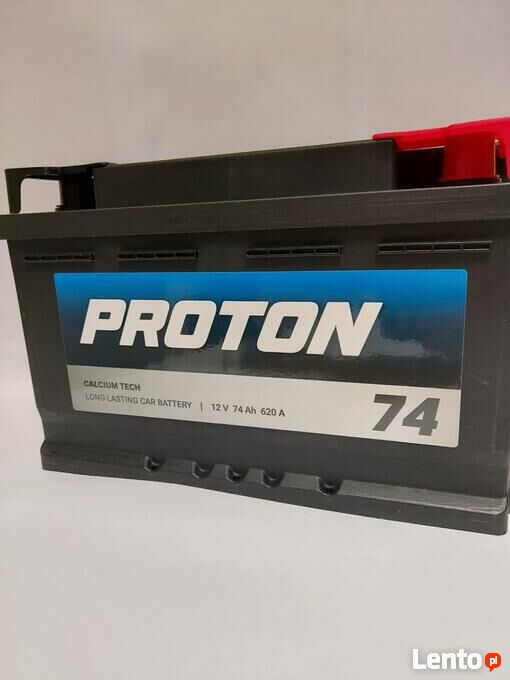 PROTON
CALCIUM TECH
LONG LASTING CAR BATTERY | 12 V 74 Ah 620 A
74
Lento.pl